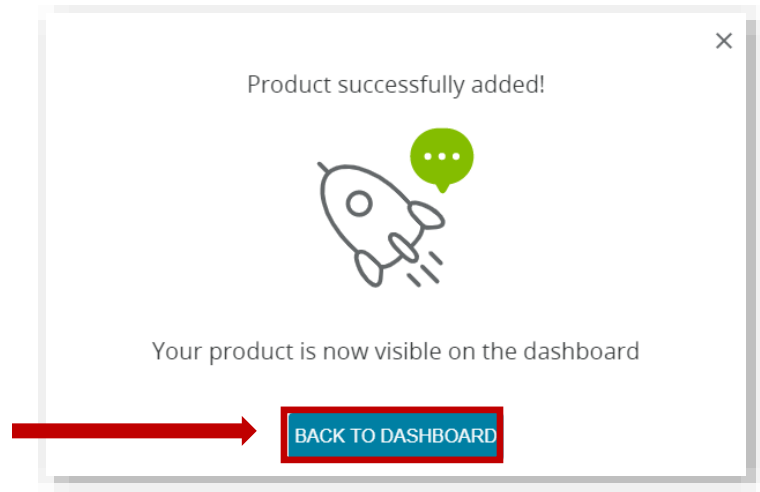 Product successfully added!
Your product is now visible on the dashboard
BACK TO DASHBOARD